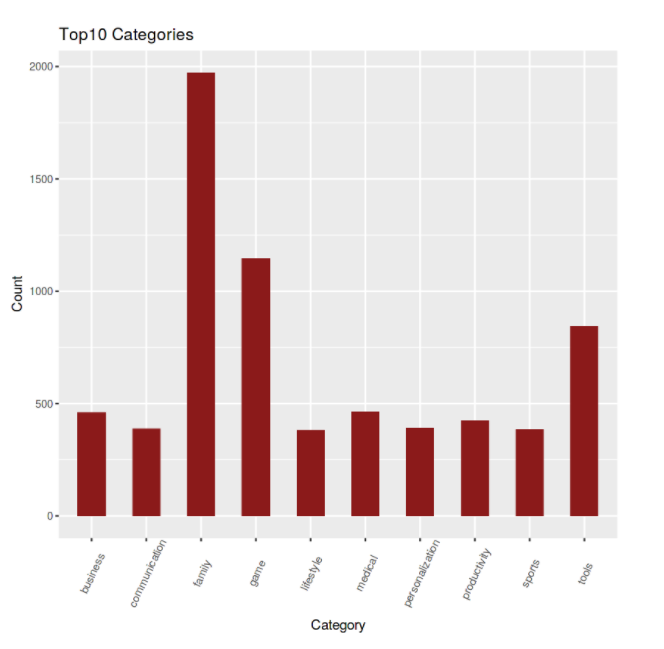 Top10 Categories
2000
1500
1000
500
0
Count
business
communication
family
game
lifestyle
medical
personalization
productivity
sports
tools
Category